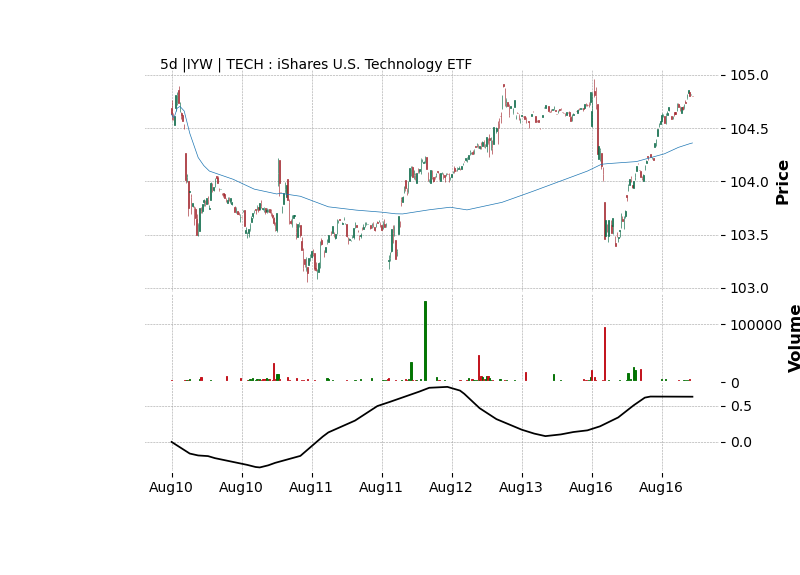 5d |IYW | TECH : iShares U.S. Technology ETF
105.0
104.5
104.0
103.5
103.0
Price
100000
0
Volume
0.5
0.0
Aug10 Aug10 Aug11 Aug11 Aug12 Aug13 Aug16 Aug16